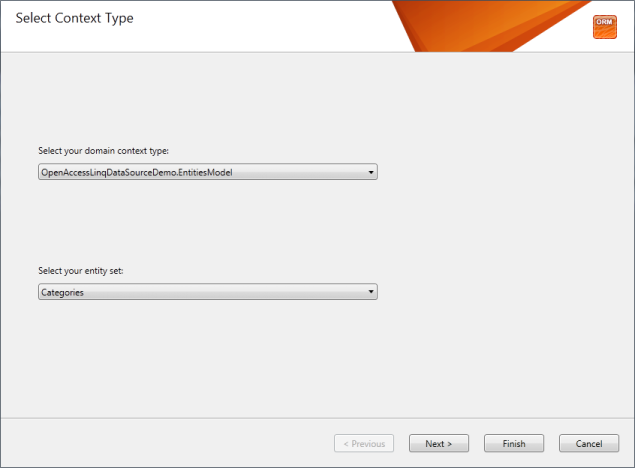 Select Context Type
ORM
Select your domain context type:
OpenAccessLinqDataSourceDemo.EntitiesModel
Select your entity set:
Categories
< Previous
Next >
Finish
Cancel